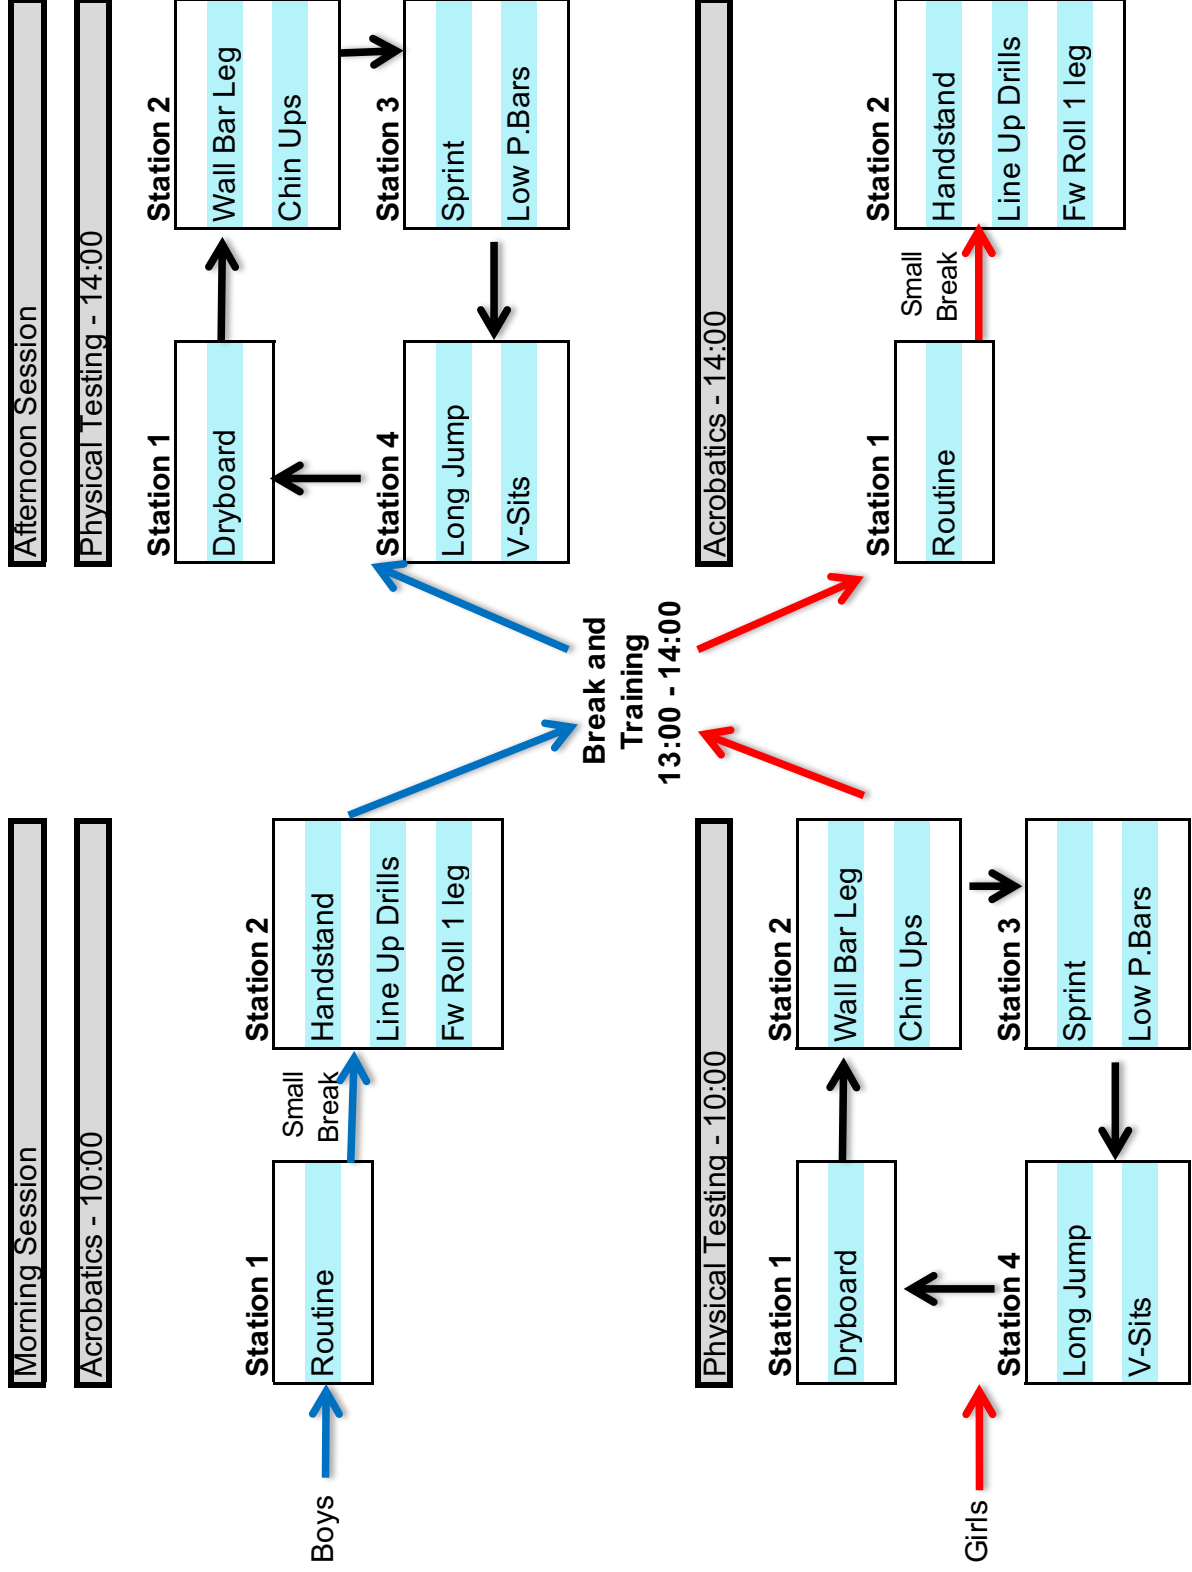 Morning Session
Acrobatics - 10:00
Boys
Station 1
Routine
Small
Break
Station 2
Handstand
Line Up Drills
Fw Roll 1 leg
Physical Testing - 10:00
Girls
Station 1
Dryboard
Station 2
Wall Bar Leg
Chin Ups
Station 4
Long Jump
V-Sits
Station 3
Sprint
Low P.Bars
Break and
Training
13:00 - 14:00
Afternoon Session
Physical Testing - 14:00
Station 1
Dryboard
Station 2
Wall Bar Leg
Chin Ups
Station 4
Long Jump
V-Sits
Station 3
Sprint
Low P.Bars
Acrobatics - 14:00
Station 1
Routine
Small
Break
Station 2
Handstand
Line Up Drills
Fw Roll 1 leg